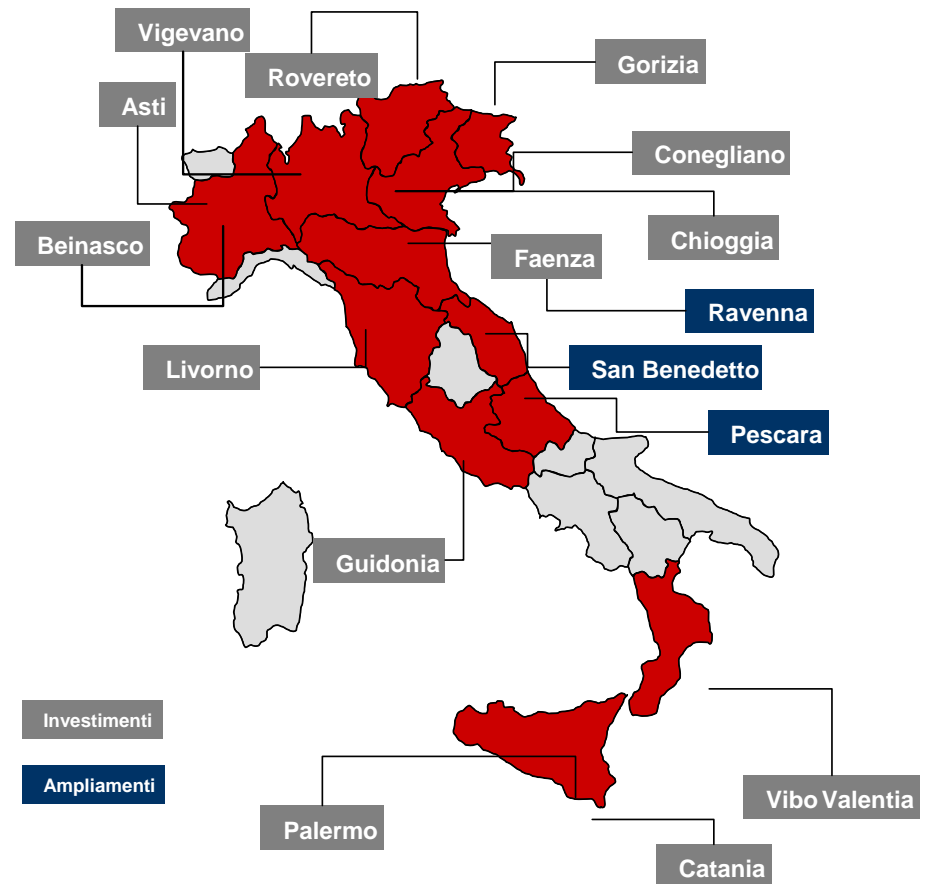 Vigevano
Rovereto
Gorizia
Asti
Conegliano
Beinasco
Chioggia
Faenza
Ravenna
Livorno
San Benedetto
Pescara
Guidonia
Investimenti
Ampliamenti
Vibo Valentia
Palermo
Catania